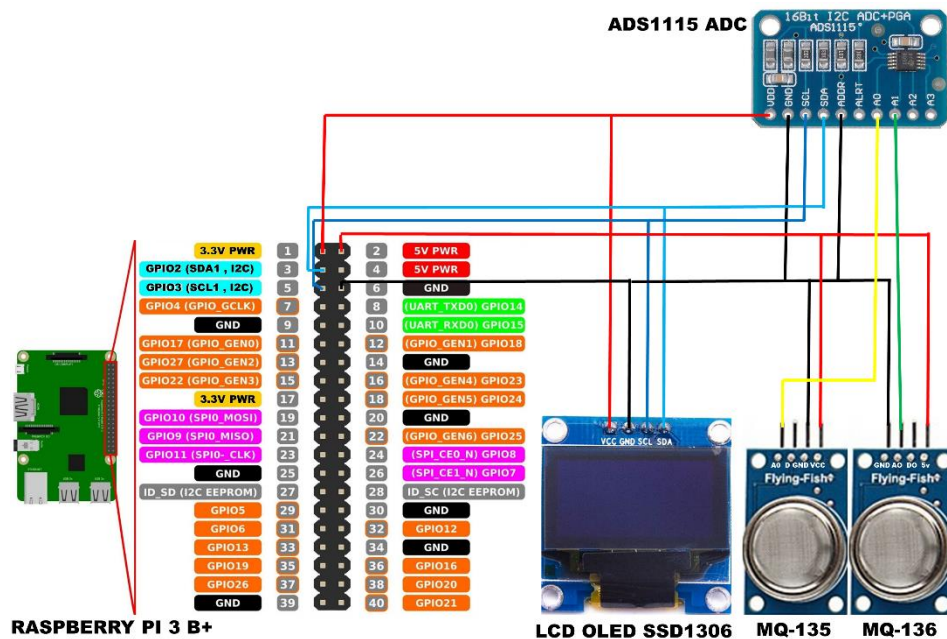 ADS1115 ADC
16Bit I2C ADC+PGA
ADS1115
VDD GND SCL SDA ADDR ALRT A0 A1 A2 A3
3.3V PWR 1 2 5V PWR
GPIO2 (SDA1 , I2C) 3 4 5V PWR
GPIO3 (SCL1 , I2C) 5 6 GND
GPIO4 (GPIO_GCLK) 7 8 (UART_TXD0) GPIO14
GND 9 10 (UART_RXD0) GPIO15
GPIO17 (GPIO_GEN0) 11 12 (GPIO_GEN1) GPIO18
GPIO27 (GPIO_GEN2) 13 14 GND
GPIO22 (GPIO_GEN3) 15 16 (GPIO_GEN4) GPIO23
3.3V PWR 17 18 (GPIO_GEN5) GPIO24
GPIO10 (SPI0_MOSI) 19 20 GND
GPIO9 (SPI0_MISO) 21 22 (GPIO_GEN6) GPIO25
GPIO11 (SPI0-_CLK) 23 24 (SPI_CE0_N) GPIO8
GND 25 26 (SPI_CE1_N) GPIO7
ID_SD (I2C EEPROM) 27 28 ID_SC (I2C EEPROM)
GPIO5 29 30 GND
GPIO6 31 32 GPIO12
GPIO13 33 34 GND
GPIO19 35 36 GPIO16
GPIO26 37 38 GPIO20
GND 39 40 GPIO21
VCC GND SCL SDA
A0 D GND VCC
Flying-Fish
GND AO DO 5v
Flying-Fish
RASPBERRY PI 3 B+
LCD OLED SSD1306
MQ-135
MQ-136